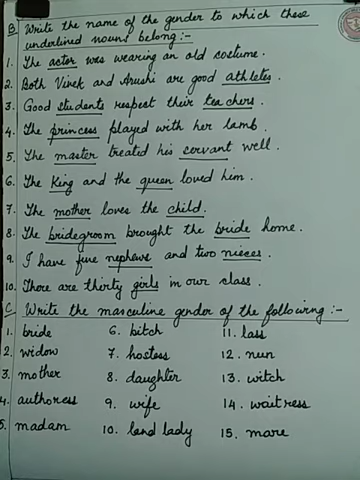 B. Write the name of the gender to which these
underlined nouns belong:-
1. The actor was wearing an old costume.
2. Both Vivek and Arushi are good athletes.
3. Good students respect their teachers.
4. The princess played with her lamb.
5. The master treated his servant well.
6. The King and the queen loved him.
7. The mother loves the child.
8. The bridegroom brought the bride home.
9. I have five nephews and two nieces.
10. There are thirty girls in our class.
C. Write the masculine gender of the following:-
1. bride 6. bitch 11. lass
2. widow 7. hostess 12. nun
3. mother 8. daughter 13. witch
4. authoress 9. wife 14. waitress
5. madam 10. land lady 15. mare